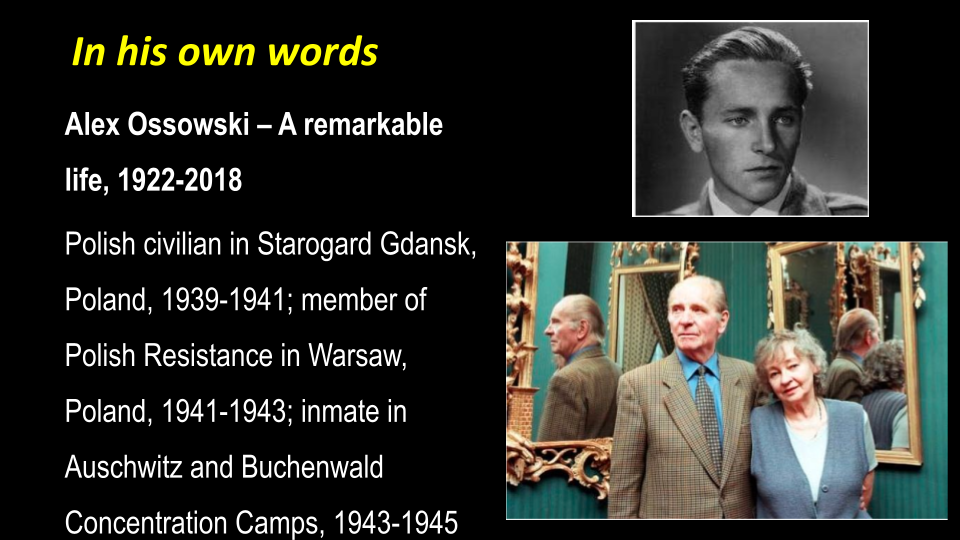 In his own words
Alex Ossowski – A remarkable
life, 1922-2018
Polish civilian in Starogard Gdansk,
Poland, 1939-1941; member of
Polish Resistance in Warsaw,
Poland, 1941-1943; inmate in
Auschwitz and Buchenwald
Concentration Camps, 1943-1945